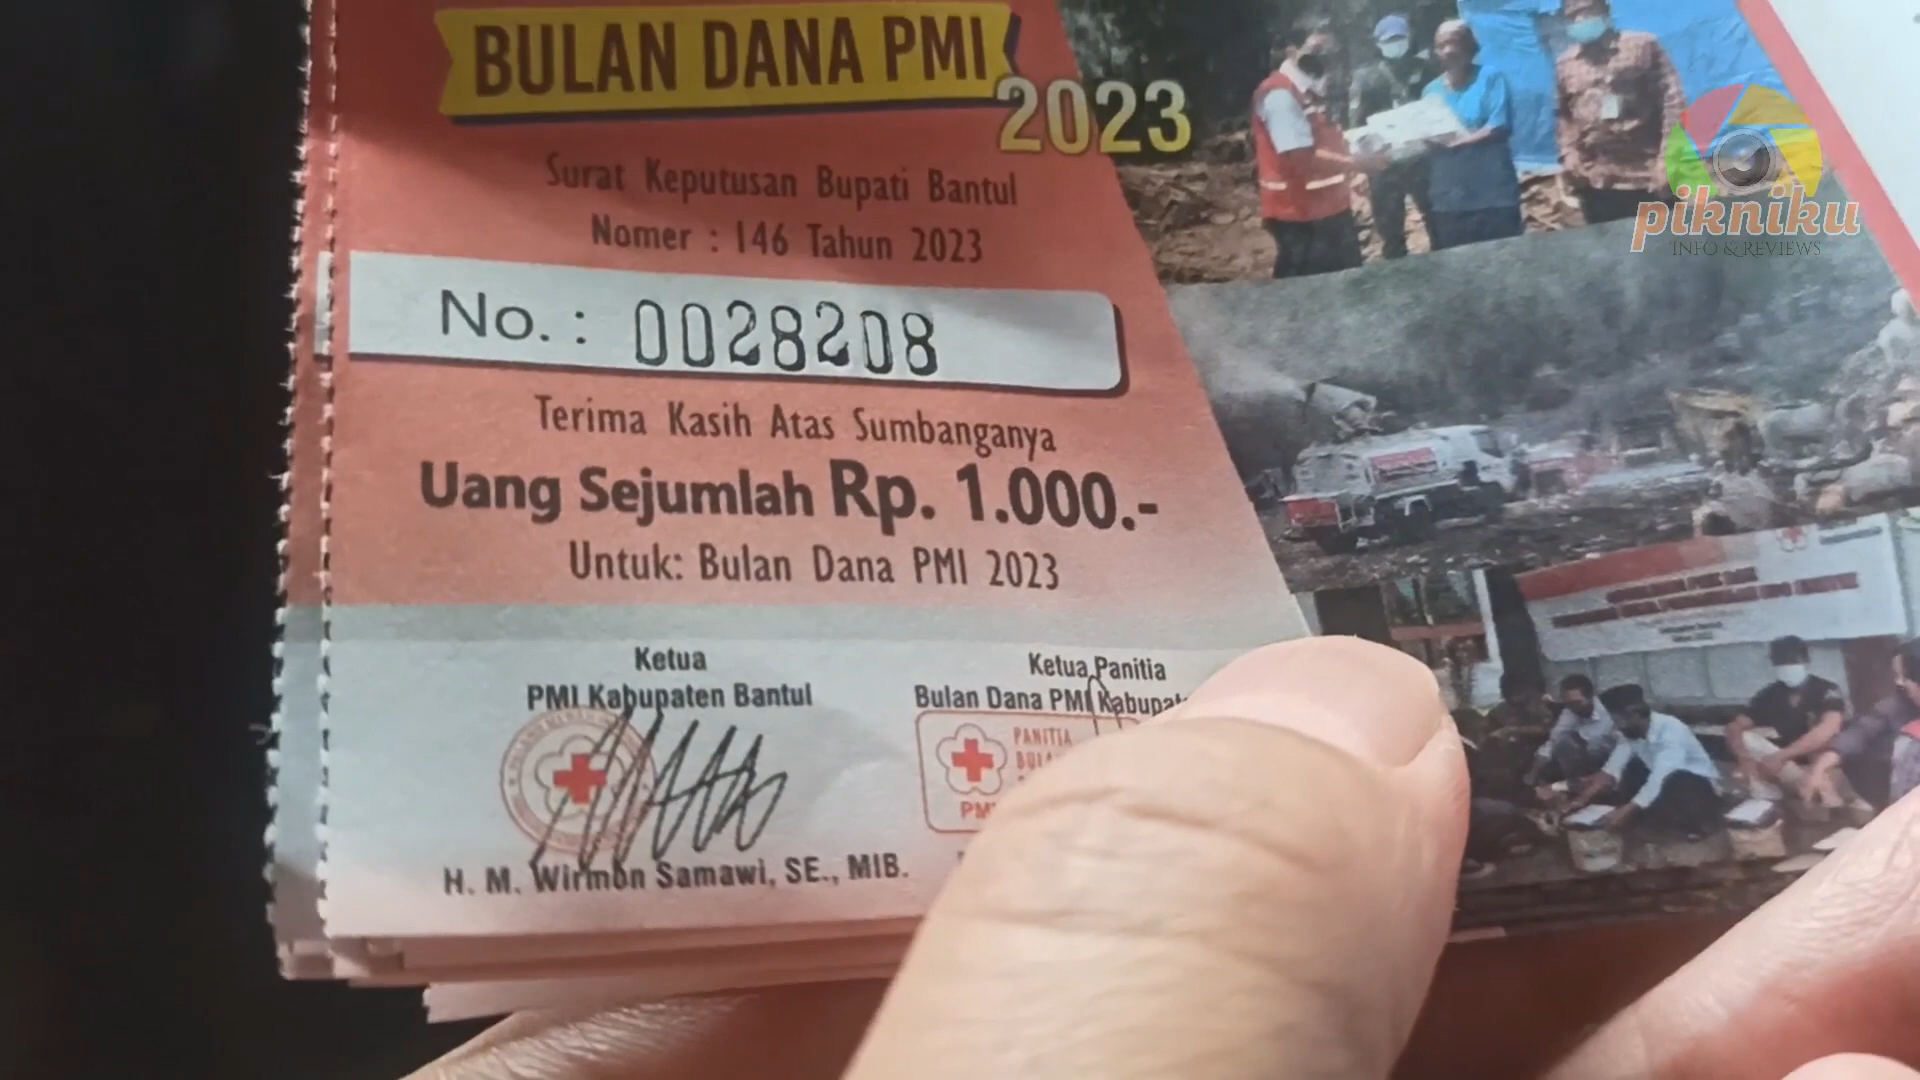 BULAN DANA PMI
2023
Surat Keputusan Bupati Bantul
Nomer : 146 Tahun 2023
No. : 0028208
Terima Kasih Atas Sumbanganya
Uang Sejumlah Rp. 1.000.-
Untuk: Bulan Dana PMI 2023
Ketua
PMI Kabupaten Bantul
H. M. Wirmon Samawi, SE., MIB.
Ketua Panitia
Bulan Dana PMI
PANITIA
pikniku
INFO & REVIEWS